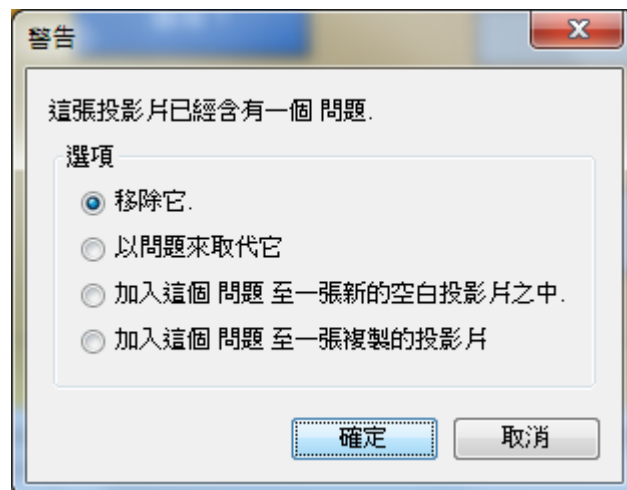 警告
這張投影片已經含有一個 問題.
選項
移除它.
以問題來取代它
加入這個 問題 至一張新的空白投影片之中.
加入這個 問題 至一張複製的投影片
確定
取消